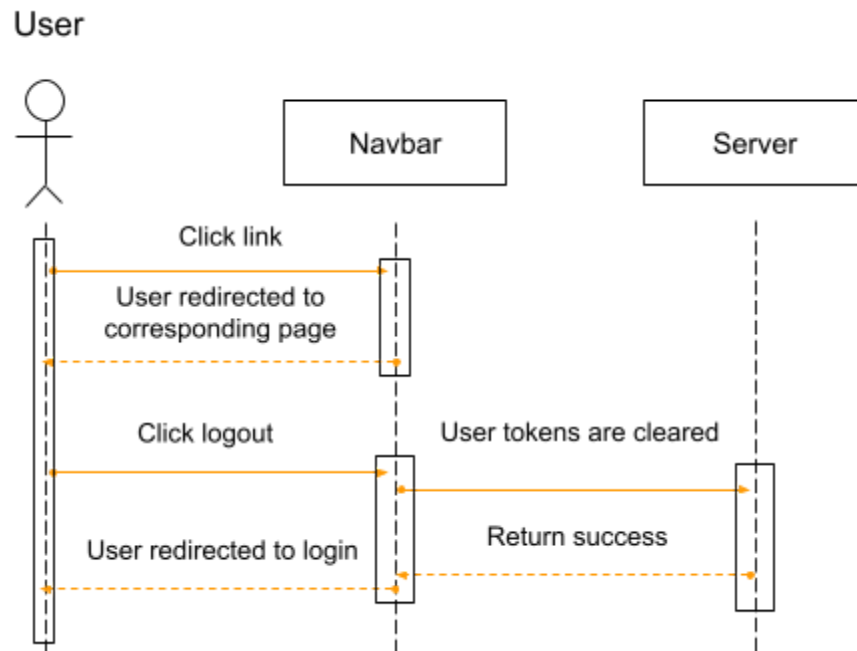 User
Navbar
Server
Click link
User redirected to
corresponding page
Click logout
User tokens are cleared
Return success
User redirected to login